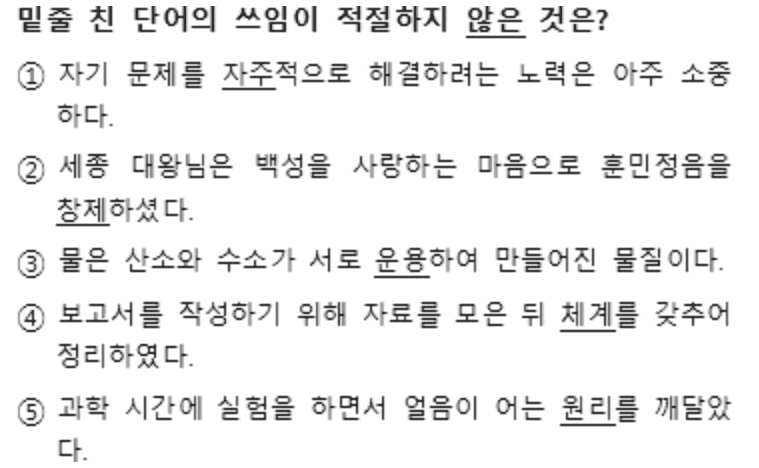 밑줄 친 단어의 쓰임이 적절하지 않은 것은?
① 자기 문제를 자주적으로 해결하려는 노력은 아주 소중
하다.
② 세종 대왕님은 백성을 사랑하는 마음으로 훈민정음을
창제하셨다.
③ 물은 산소와 수소가 서로 운용하여 만들어진 물질이다.
④ 보고서를 작성하기 위해 자료를 모은 뒤 체계를 갖추어
정리하였다.
⑤ 과학 시간에 실험을 하면서 얼음이 어는 원리를 깨달았
다.